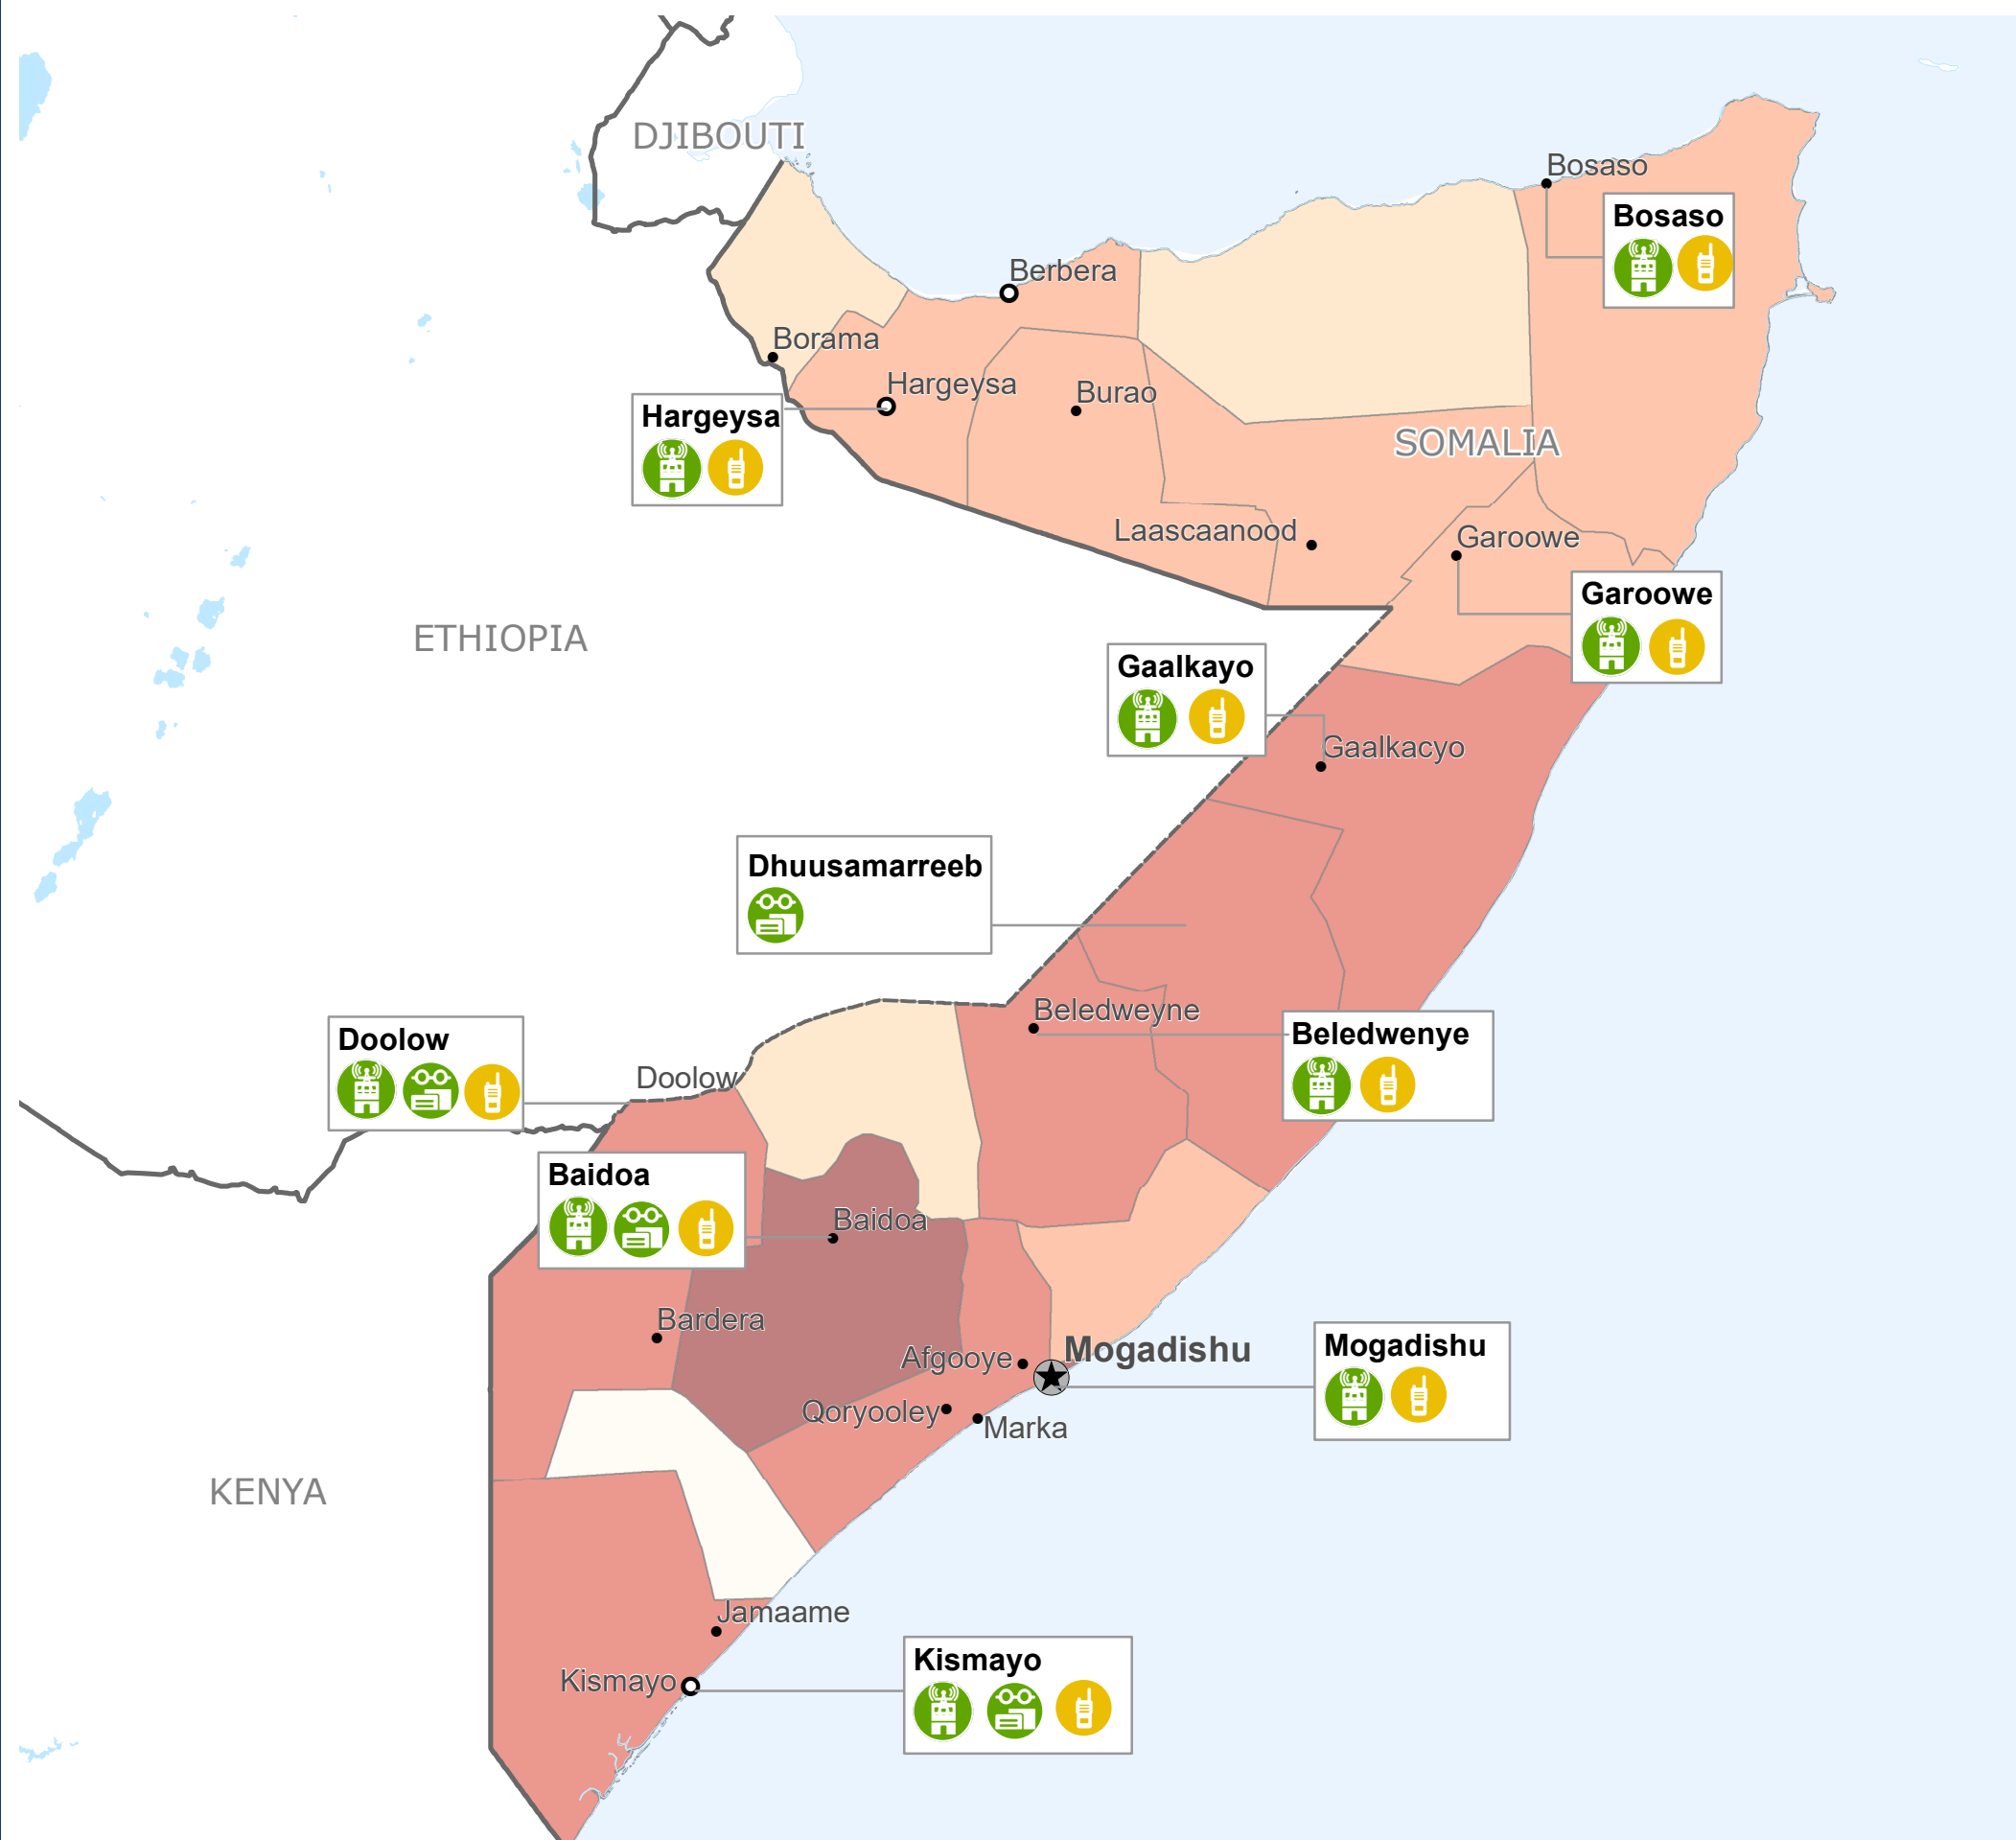 DJIBOUTI
Bosaso
Bosaso
Berbera
Borama
Hargeysa
Burao
Hargeysa
SOMALIA
Laascaanood
Garoowe
Garoowe
ETHIOPIA
Gaalkayo
Gaalkacyo
Dhuusamarreeb
Beledweyne
Beledwenye
Doolow
Doolow
Baidoa
Baidoa
Bardera
Afgooye
Mogadishu
Mogadishu
Qoryooley
Marka
KENYA
Jamaame
Kismayo
Kismayo